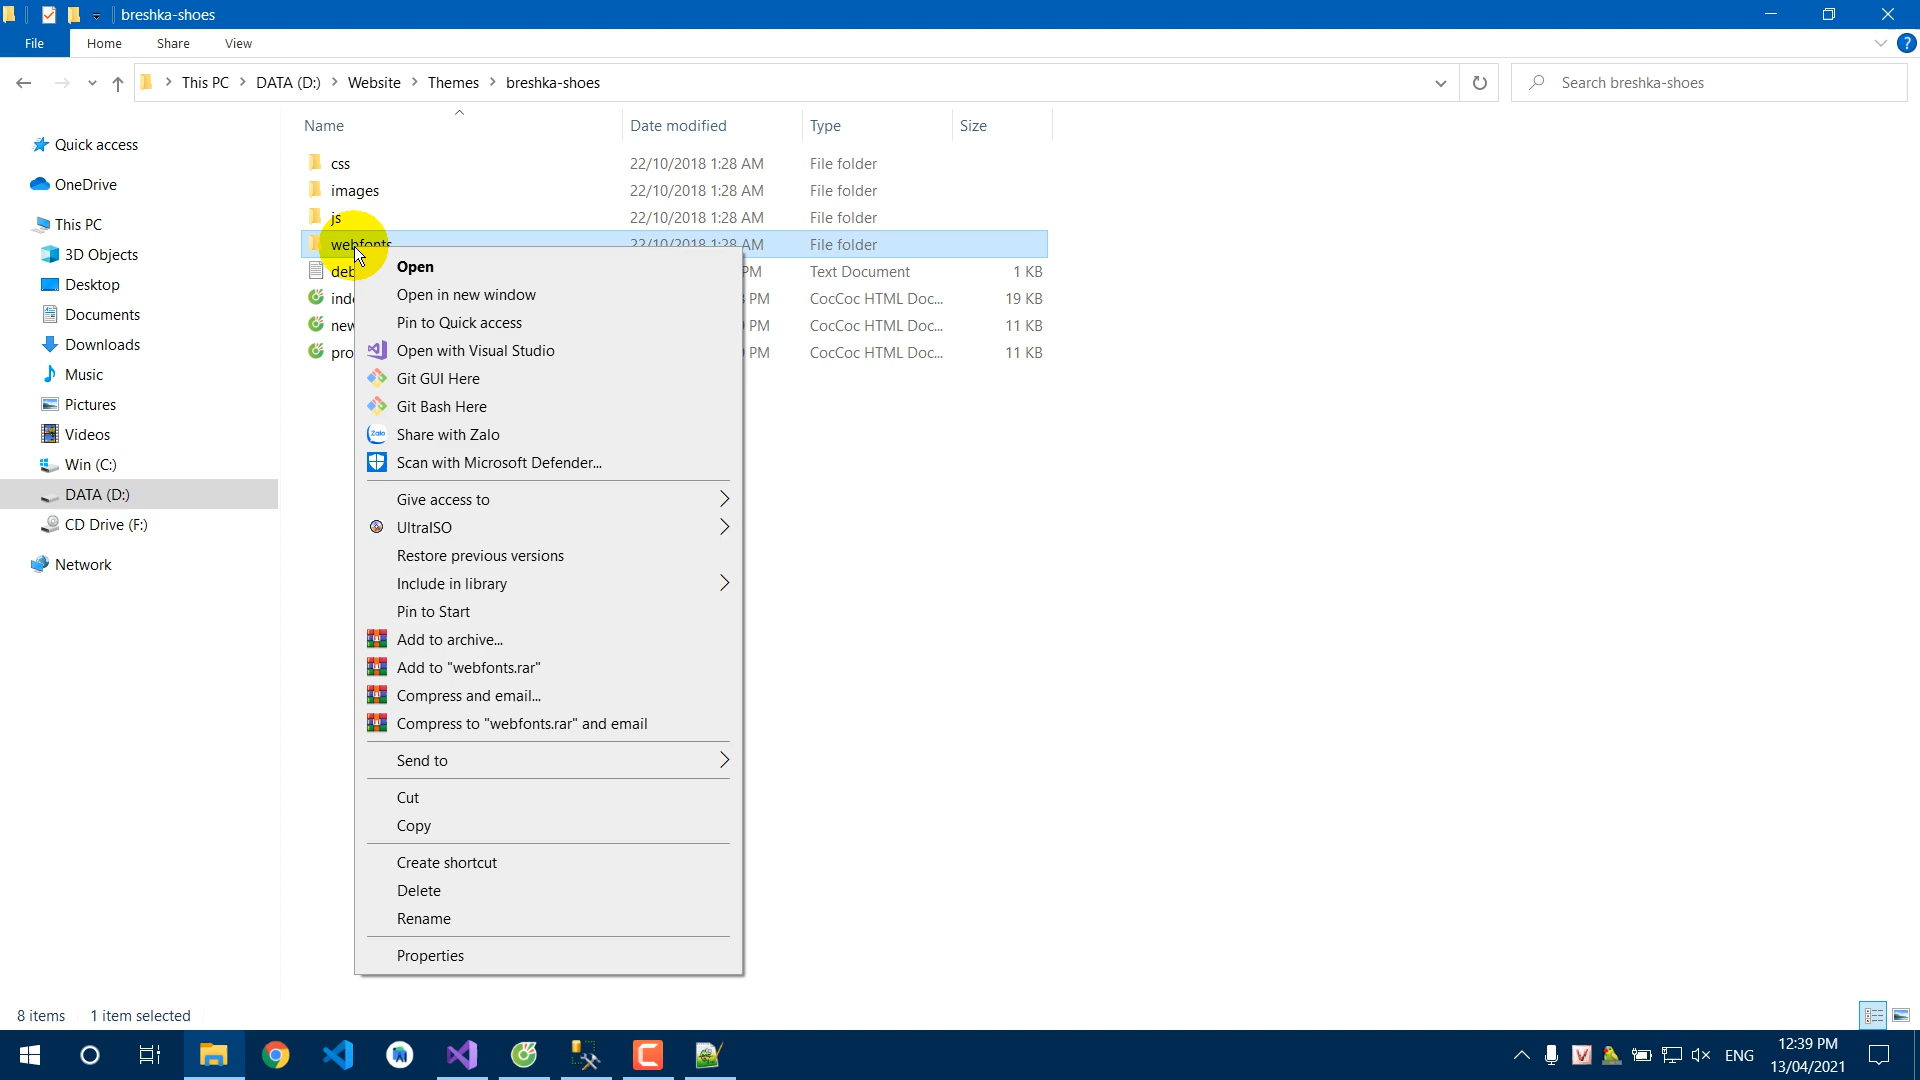 breshka-shoes
File Home Share View
This PC DATA (D:) Website Themes breshka-shoes
Search breshka-shoes
Name Date modified Type Size
Quick access
OneDrive
This PC
3D Objects
Desktop
Documents
Downloads
Music
Pictures
Videos
Win (C:)
DATA (D:)
CD Drive (F:)
Network
css 22/10/2018 1:28 AM File folder
images 22/10/2018 1:28 AM File folder
js 22/10/2018 1:28 AM File folder
webfonts 22/10/2018 1:28 AM File folder
PM Text Document 1 KB
PM CocCoc HTML Doc... 19 KB
PM CocCoc HTML Doc... 11 KB
PM CocCoc HTML Doc... 11 KB
Open
Open in new window
Pin to Quick access
Open with Visual Studio
Git GUI Here
Git Bash Here
Share with Zalo
Scan with Microsoft Defender...
Give access to
UltraISO
Restore previous versions
Include in library
Pin to Start
Add to archive...
Add to "webfonts.rar"
Compress and email...
Compress to "webfonts.rar" and email
Send to
Cut
Copy
Create shortcut
Delete
Rename
Properties
8 items 1 item selected
ENG
12:39 PM
13/04/2021